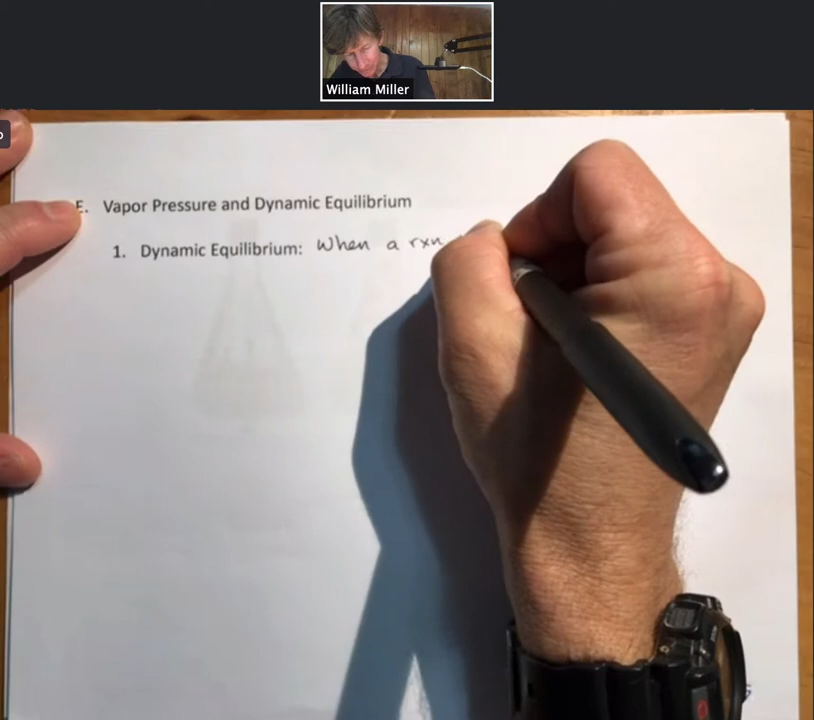 William Miller
E. Vapor Pressure and Dynamic Equilibrium
1. Dynamic Equilibrium: When a rxn